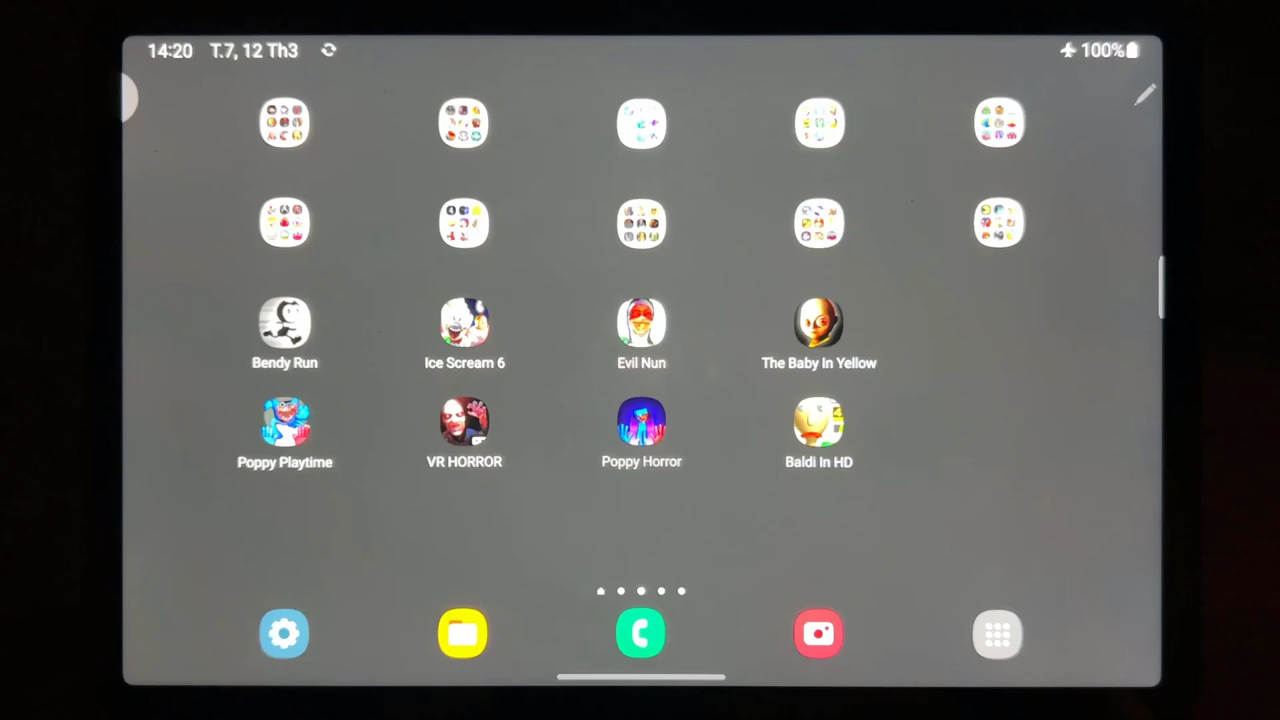 14:20 T.7, 12 Th3 100%
Bendy Run Ice Scream 6 Evil Nun The Baby In Yellow
Poppy Playtime VR HORROR Poppy Horror Baldi In HD